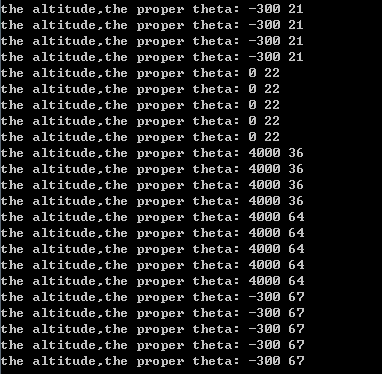 the altitude,the proper theta: -300 21
the altitude,the proper theta: -300 21
the altitude,the proper theta: -300 21
the altitude,the proper theta: -300 21
the altitude,the proper theta: 0 22
the altitude,the proper theta: 0 22
the altitude,the proper theta: 0 22
the altitude,the proper theta: 0 22
the altitude,the proper theta: 0 22
the altitude,the proper theta: 4000 36
the altitude,the proper theta: 4000 36
the altitude,the proper theta: 4000 36
the altitude,the proper theta: 4000 36
the altitude,the proper theta: 4000 64
the altitude,the proper theta: 4000 64
the altitude,the proper theta: 4000 64
the altitude,the proper theta: 4000 64
the altitude,the proper theta: 4000 64
the altitude,the proper theta: -300 67
the altitude,the proper theta: -300 67
the altitude,the proper theta: -300 67
the altitude,the proper theta: -300 67
the altitude,the proper theta: -300 67